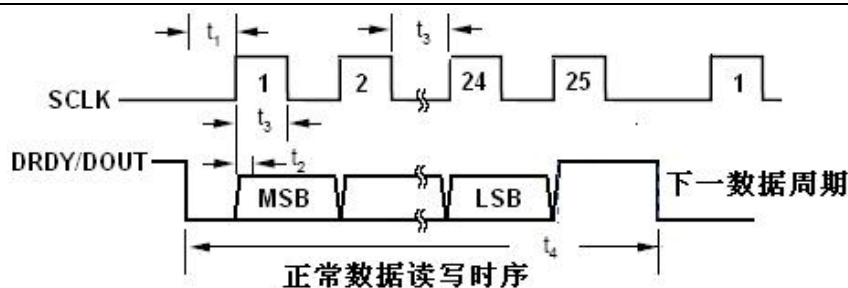 t₁ t₃
SCLK 1 2 24 25 1
t₃
DRDY/DOUT t₂
MSB LSB 下一数据周期
t₄
正常数据读写时序